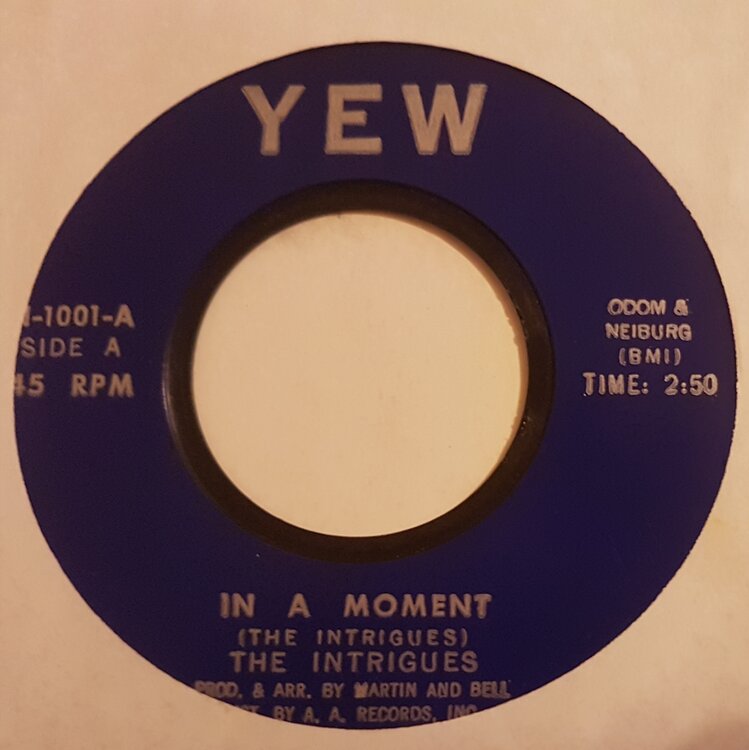 YEW
-1001-A
SIDE A
45 RPM
ODOM &
NEIBURG
(BMI)
TIME: 2:50
IN A MOMENT
(THE INTRIGUES)
THE INTRIGUES
PROD. & ARR. BY MARTIN AND BELL
BY A. A. RECORDS, INC.